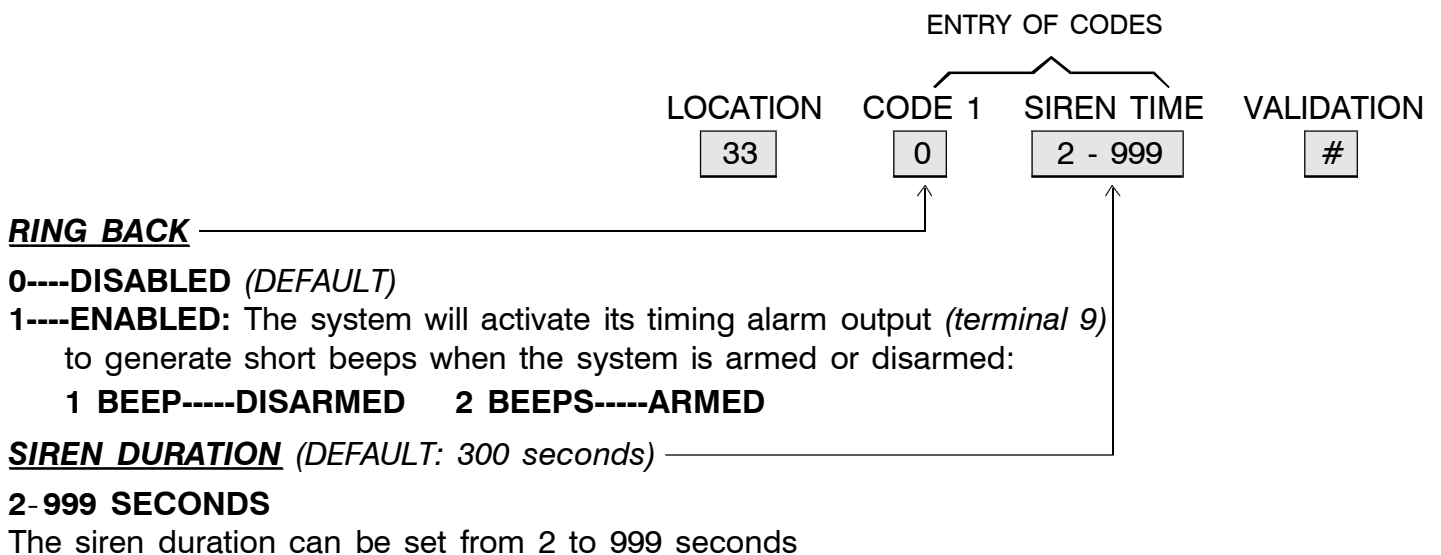 ENTRY OF CODES
LOCATION CODE 1 SIREN TIME VALIDATION
33 0 2 - 999 #
RING BACK
0----DISABLED (DEFAULT)
1----ENABLED: The system will activate its timing alarm output (terminal 9)
to generate short beeps when the system is armed or disarmed:
1 BEEP-----DISARMED 2 BEEPS-----ARMED
SIREN DURATION (DEFAULT: 300 seconds)
2-999 SECONDS
The siren duration can be set from 2 to 999 seconds